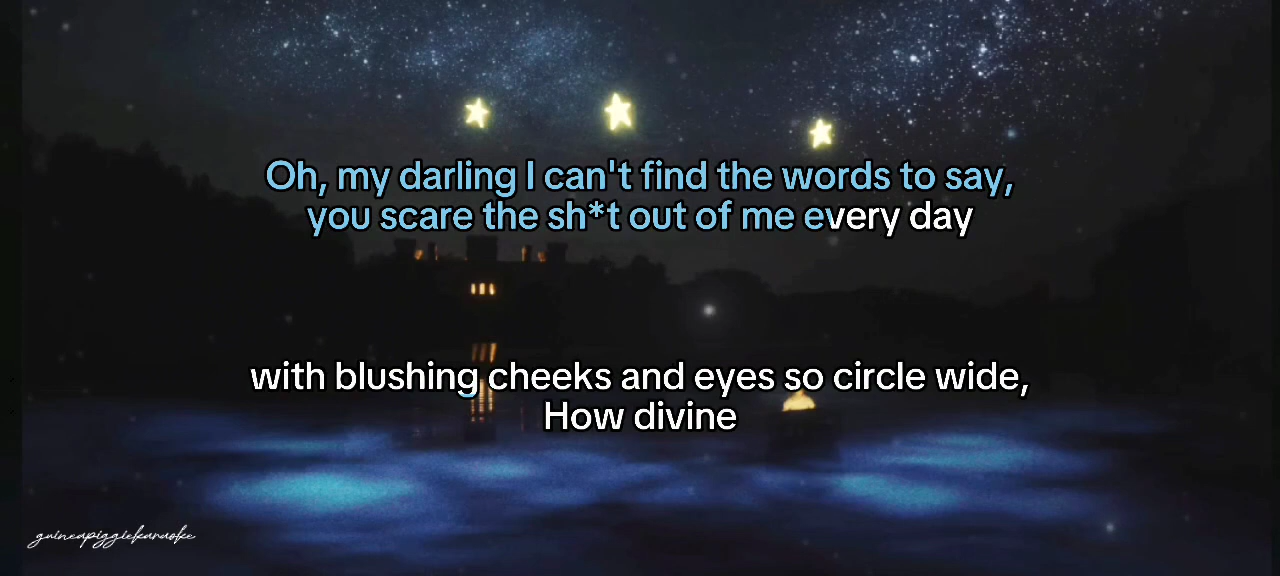 Oh, my darling I can't find the words to say,
you scare the sh*t out of me every day
with blushing cheeks and eyes so circle wide,
How divine
guineapiggiekaraoke